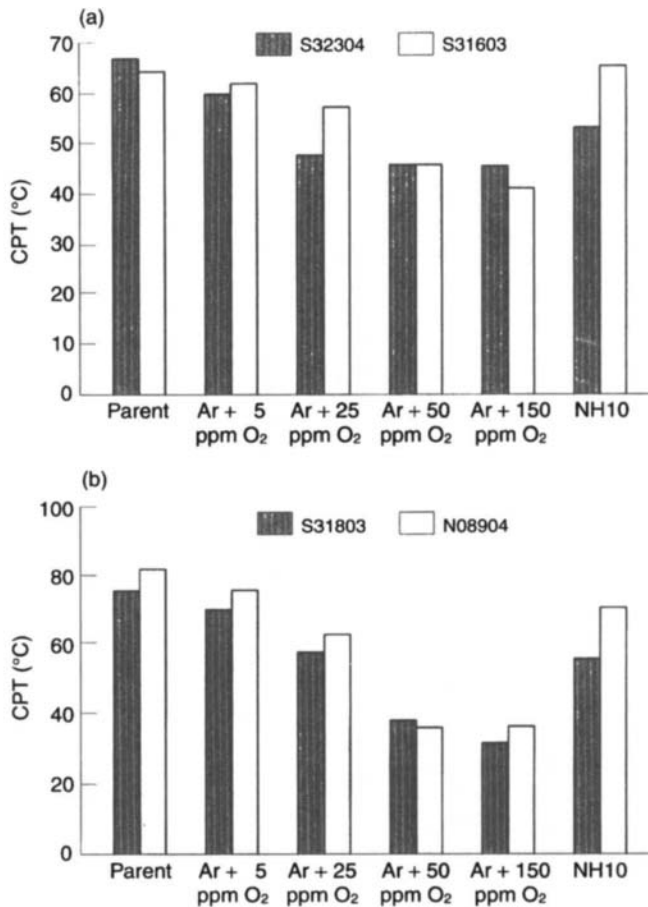 (a)
S32304 S31603
70
60
50
40
30
20
10
0
CPT (°C)
Parent Ar + 5 Ar + 25 Ar + 50 Ar + 150 NH10
ppm O₂ ppm O₂ ppm O₂ ppm O₂
(b)
S31803 N08904
100
80
60
40
20
0
CPT (°C)
Parent Ar + 5 Ar + 25 Ar + 50 Ar + 150 NH10
ppm O₂ ppm O₂ ppm O₂ ppm O₂